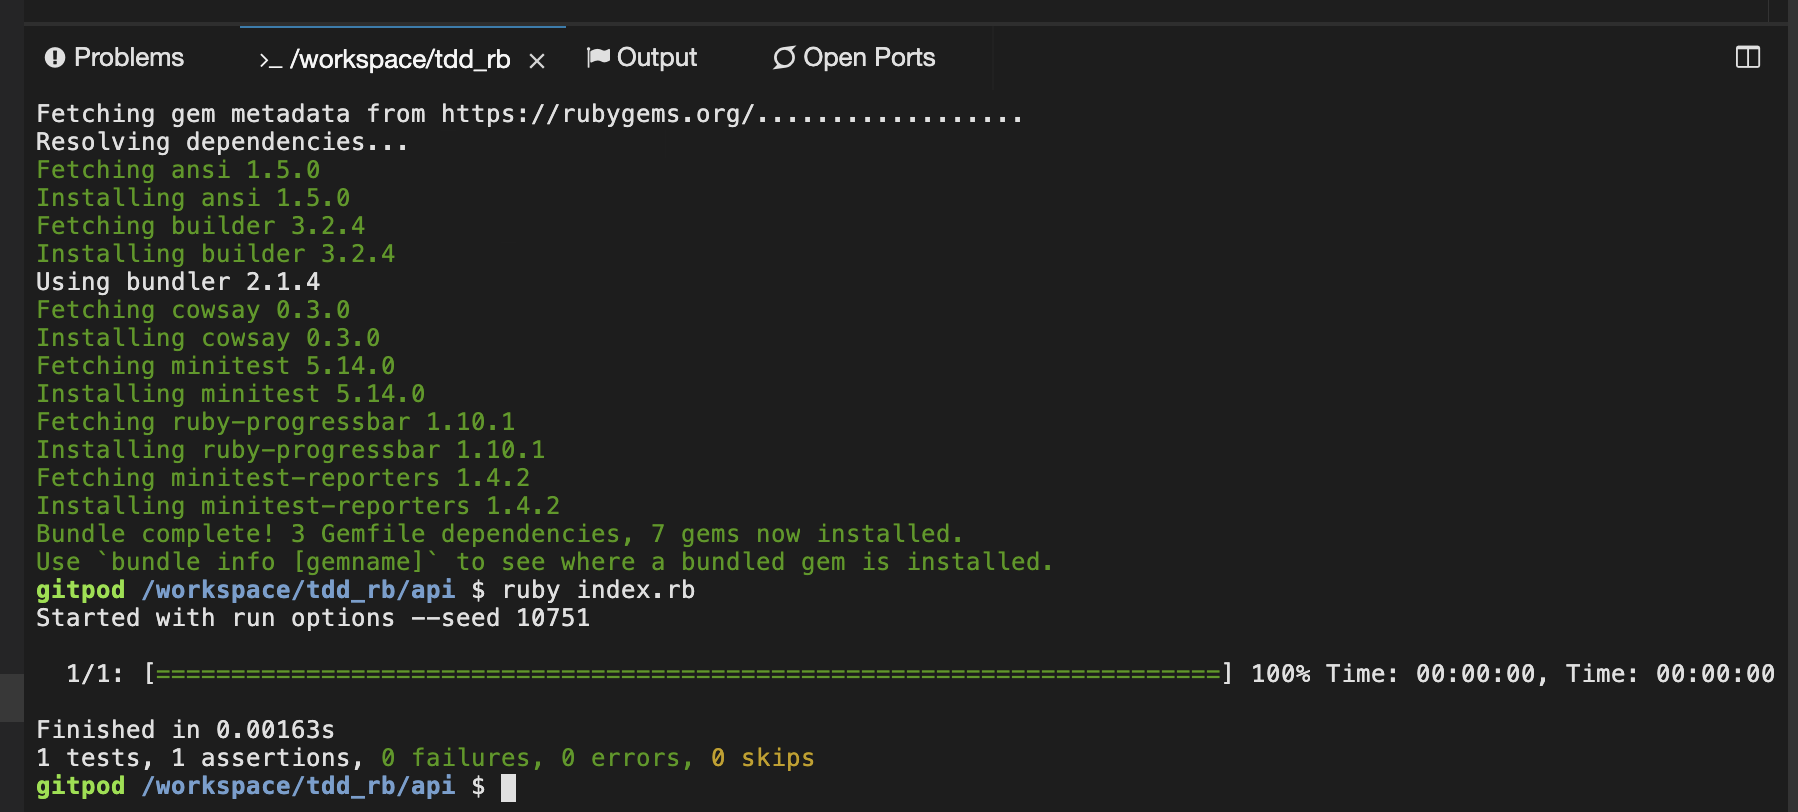 Problems
>_ /workspace/tdd_rb ×
Output
Open Ports
Fetching gem metadata from https://rubygems.org/..................
Resolving dependencies...
Fetching ansi 1.5.0
Installing ansi 1.5.0
Fetching builder 3.2.4
Installing builder 3.2.4
Using bundler 2.1.4
Fetching cowsay 0.3.0
Installing cowsay 0.3.0
Fetching minitest 5.14.0
Installing minitest 5.14.0
Fetching ruby-progressbar 1.10.1
Installing ruby-progressbar 1.10.1
Fetching minitest-reporters 1.4.2
Installing minitest-reporters 1.4.2
Bundle complete! 3 Gemfile dependencies, 7 gems now installed.
Use `bundle info [gemname]` to see where a bundled gem is installed.
gitpod /workspace/tdd_rb/api $ ruby index.rb
Started with run options --seed 10751
1/1: [=======================================================================] 100% Time: 00:00:00, Time: 00:00:00
Finished in 0.00163s
1 tests, 1 assertions, 0 failures, 0 errors, 0 skips
gitpod /workspace/tdd_rb/api $